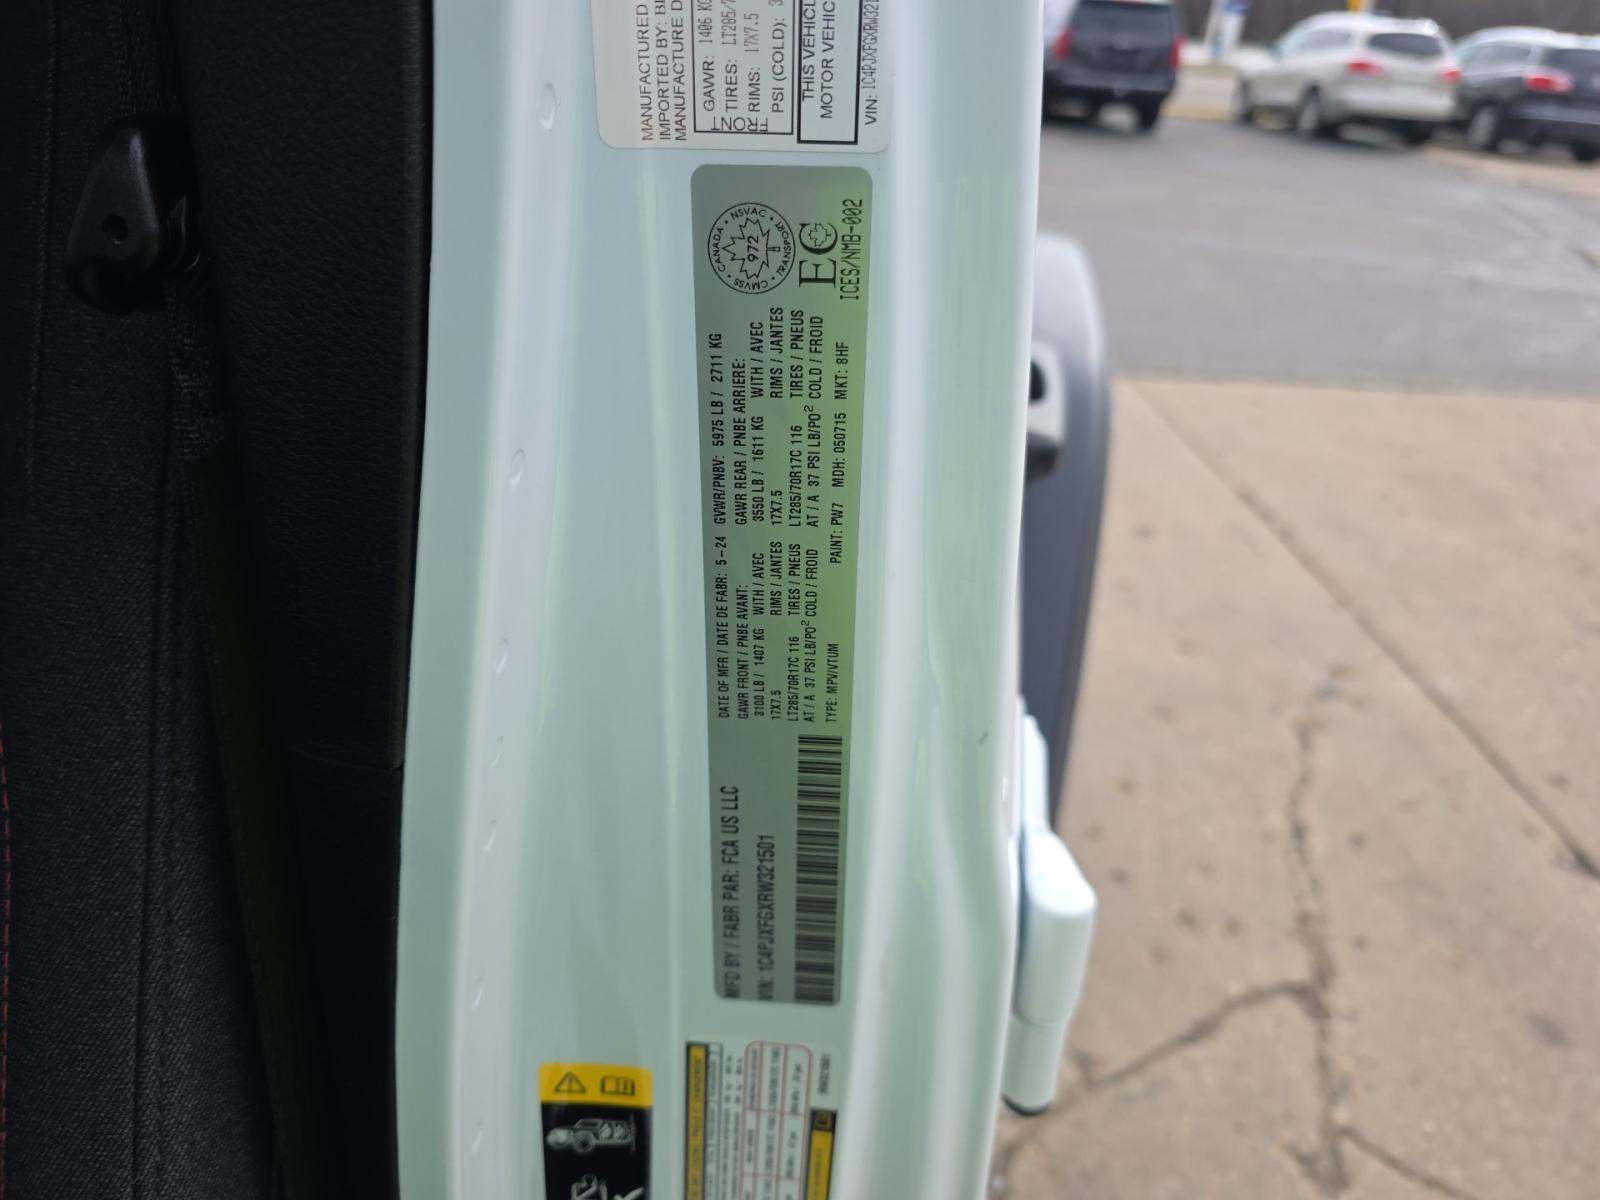 MANUFACTURED
IMPORTED BY:
MANUFACTURE D
GAWR: 1406 KG
TIRES: LT285/7
RIMS: 17X7.5
PSI (COLD): 3
THIS VEHICL
MOTOR VEHIC
VIN: 1C4PJXFGXRW321
MFD BY / FABR PAR: FCA US LLC
VIN: 1C4PJXFGXRW321501
DATE OF MFR / DATE DE FABR: 5-24 GVWR/PNBV: 5975 LB / 2711 KG
GAWR FRONT / PNBE AVANT: GAWR REAR / PNBE ARRIERE:
3100 LB / 1407 KG WITH / AVEC 3550 LB / 1611 KG WITH / AVEC
17X7.5 RIMS / JANTES 17X7.5 RIMS / JANTES
LT285/70R17C 116 TIRES / PNEUS LT285/70R17C 116 TIRES / PNEUS
AT / A 37 PSI LB/PO² COLD / FROID AT / A 37 PSI LB/PO² COLD / FROID
TYPE: MPV/VTUM PAINT: PW7 MDH: 050715 MKT: 8HF
CANADA • NSVAC • TRANSPORT • CMVSS
972
EC
ICES/NMB-002